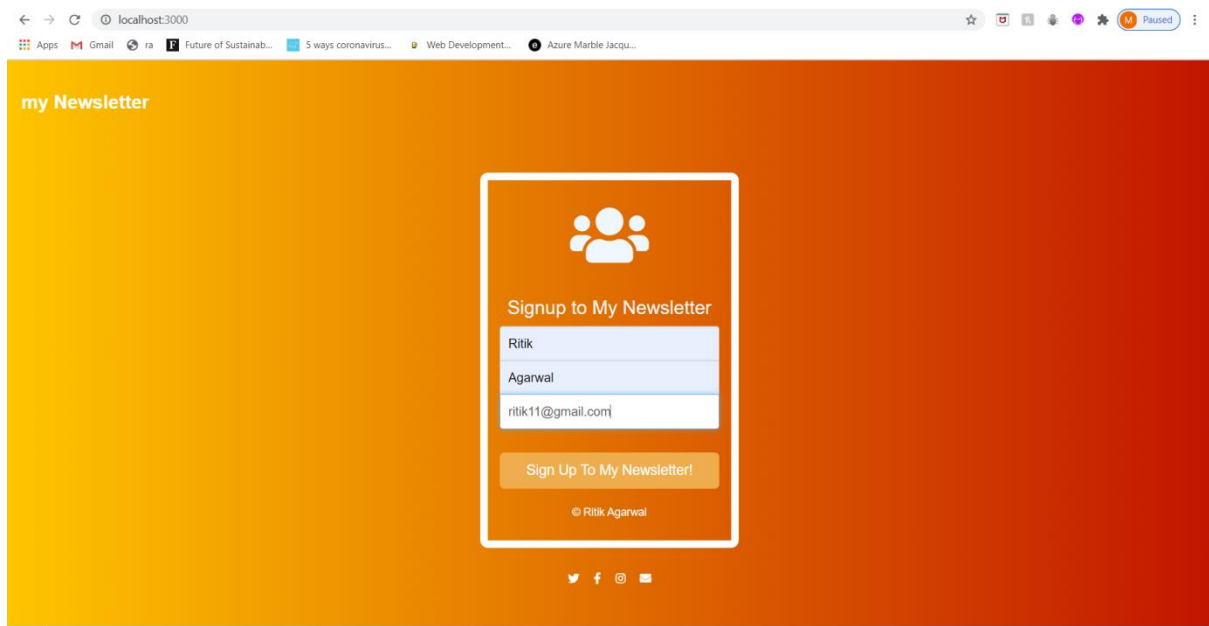 localhost:3000
M Paused
Apps Gmail ra Future of Sustainab... 5 ways coronavirus... Web Development... Azure Marble Jacqu...
my Newsletter
Signup to My Newsletter
Ritik
Agarwal
ritik11@gmail.com
Sign Up To My Newsletter!
© Ritik Agarwal